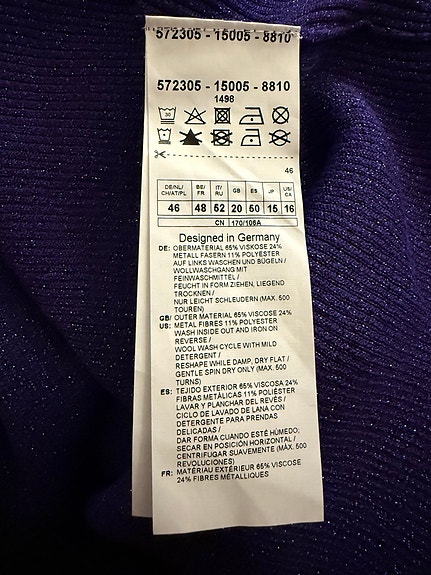 572305 - 15005 - 8810
572305 - 15005 - 8810
1498
30
46
DE/NL/CH/AT/PL BE/FR IT/RU GB ES JP US/CA
46 48 52 20 50 15 16
CN 170/106A
Designed in Germany
DE: OBERMATERIAL 65% VISKOSE 24%
METALL FASERN 11% POLYESTER
AUF LINKS WASCHEN UND BÜGELN /
WOLLWASCHGANG MIT
FEINWASCHMITTEL /
FEUCHT IN FORM ZIEHEN, LIEGEND
TROCKNEN /
NUR LEICHT SCHLEUDERN (MAX. 500
TOUREN)
GB/ OUTER MATERIAL 65% VISCOSE 24%
US: METAL FIBRES 11% POLYESTER
WASH INSIDE OUT AND IRON ON
REVERSE /
WOOL WASH CYCLE WITH MILD
DETERGENT /
RESHAPE WHILE DAMP, DRY FLAT /
GENTLE SPIN DRY ONLY (MAX. 500
TURNS)
ES: TEJIDO EXTERIOR 65% VISCOSA 24%
FIBRAS METÁLICAS 11% POLIÉSTER
LAVAR Y PLANCHAR DEL REVÉS /
CICLO DE LAVADO DE LANA CON
DETERGENTE PARA PRENDAS
DELICADAS /
DAR FORMA CUANDO ESTÉ HÚMEDO;
SECAR EN POSICIÓN HORIZONTAL /
CENTRIFUGAR SUAVEMENTE (MÁX. 500
REVOLUCIONES)
FR: MATÉRIAU EXTÉRIEUR 65% VISCOSE
24% FIBRES MÉTALLIQUES